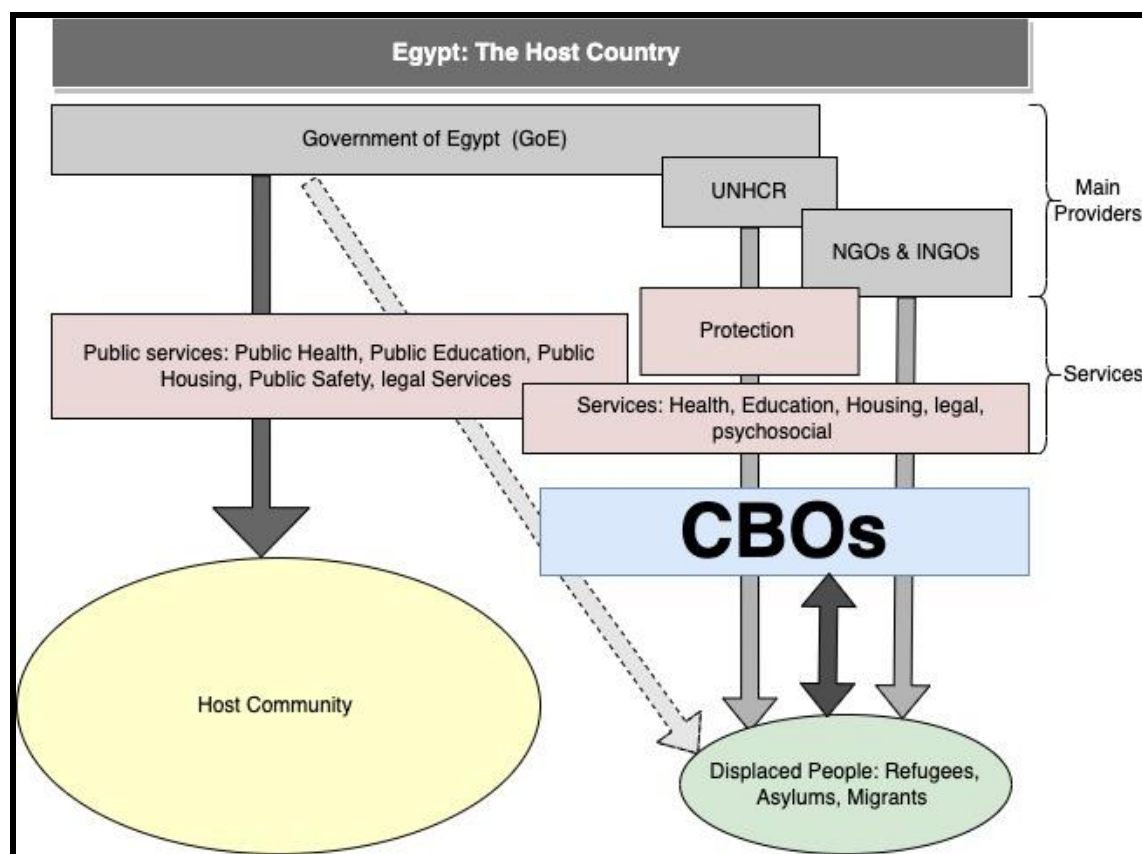 Egypt: The Host Country
Government of Egypt (GoE)
UNHCR
NGOs & INGOs
Main
Providers
Protection
Public services: Public Health, Public Education, Public
Housing, Public Safety, legal Services
Services
Services: Health, Education, Housing, legal,
psychosocial
CBOs
Host Community
Displaced People: Refugees,
Asylums, Migrants